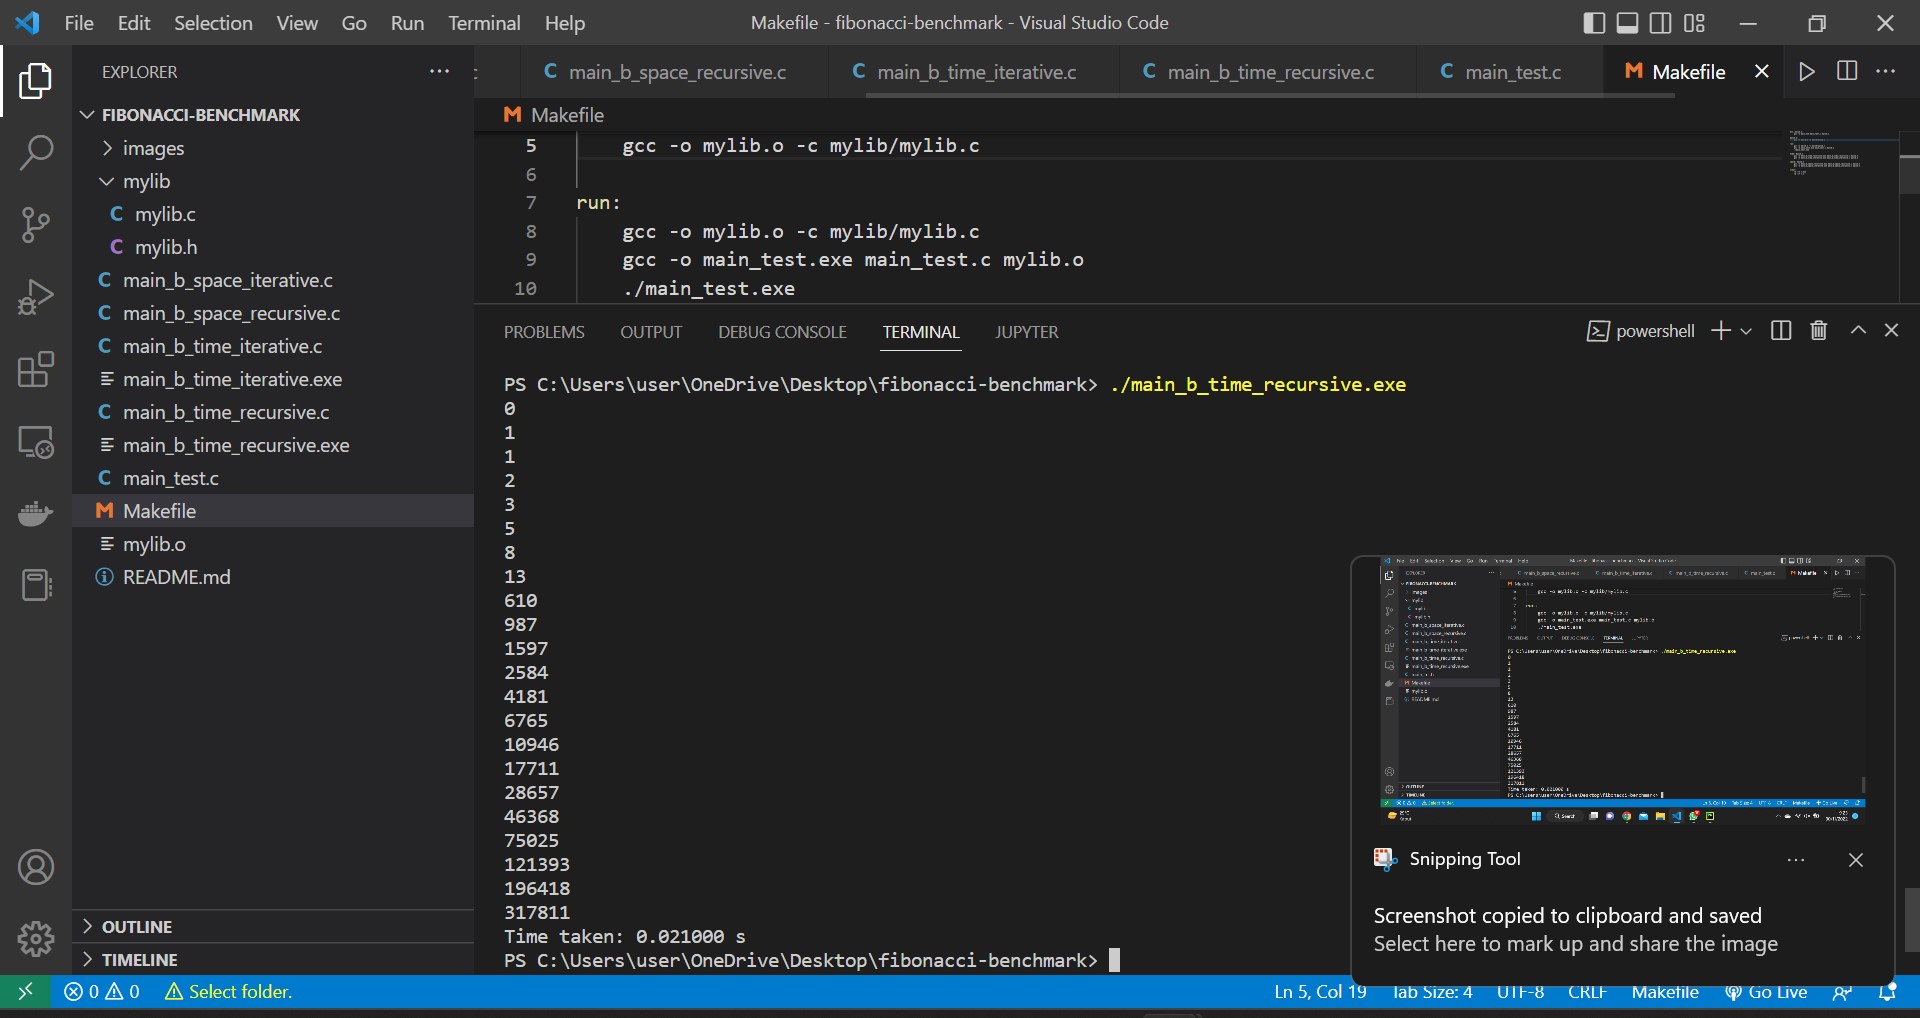 File Edit Selection View Go Run Terminal Help
Makefile - fibonacci-benchmark - Visual Studio Code
EXPLORER
FIBONACCI-BENCHMARK
images
mylib
mylib.c
mylib.h
main_b_space_iterative.c
main_b_space_recursive.c
main_b_time_iterative.c
main_b_time_iterative.exe
main_b_time_recursive.c
main_b_time_recursive.exe
main_test.c
Makefile
mylib.o
README.md
OUTLINE
TIMELINE
main_b_space_recursive.c main_b_time_iterative.c main_b_time_recursive.c main_test.c Makefile
Makefile
5 gcc -o mylib.o -c mylib/mylib.c
6
7 run:
8 gcc -o mylib.o -c mylib/mylib.c
9 gcc -o main_test.exe main_test.c mylib.o
10 ./main_test.exe
PROBLEMS OUTPUT DEBUG CONSOLE TERMINAL JUPYTER
powershell
PS C:\Users\user\OneDrive\Desktop\fibonacci-benchmark> ./main_b_time_recursive.exe
0
1
1
2
3
5
8
13
610
987
1597
2584
4181
6765
10946
17711
28657
46368
75025
121393
196418
317811
Time taken: 0.021000 s
PS C:\Users\user\OneDrive\Desktop\fibonacci-benchmark>
Snipping Tool
Screenshot copied to clipboard and saved
Select here to mark up and share the image
0 0 Select folder.
Ln 5, Col 19 Tab Size: 4 UTF-8 CRLF Makefile Go Live